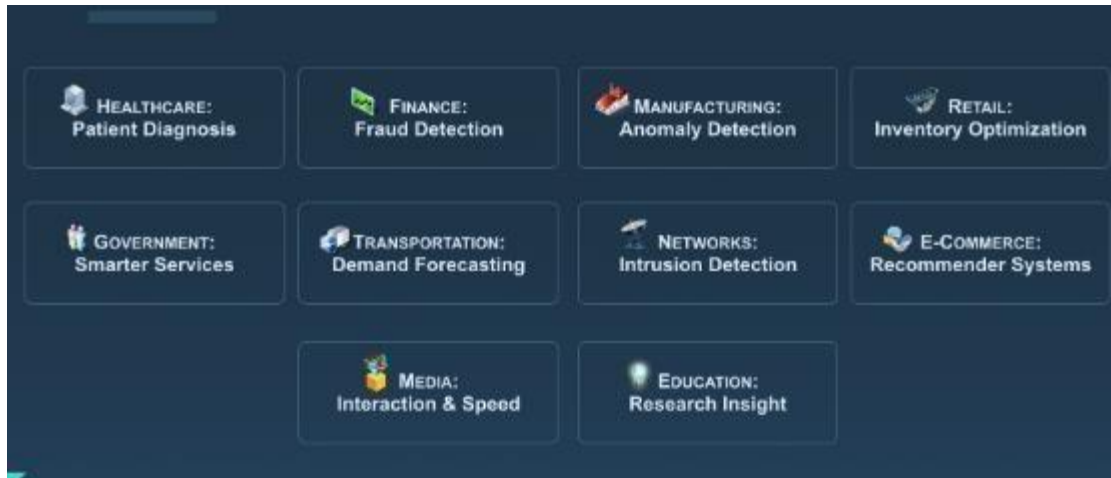 HEALTHCARE:
Patient Diagnosis
FINANCE:
Fraud Detection
MANUFACTURING:
Anomaly Detection
RETAIL:
Inventory Optimization
GOVERNMENT:
Smarter Services
TRANSPORTATION:
Demand Forecasting
NETWORKS:
Intrusion Detection
E-COMMERCE:
Recommender Systems
MEDIA:
Interaction & Speed
EDUCATION:
Research Insight